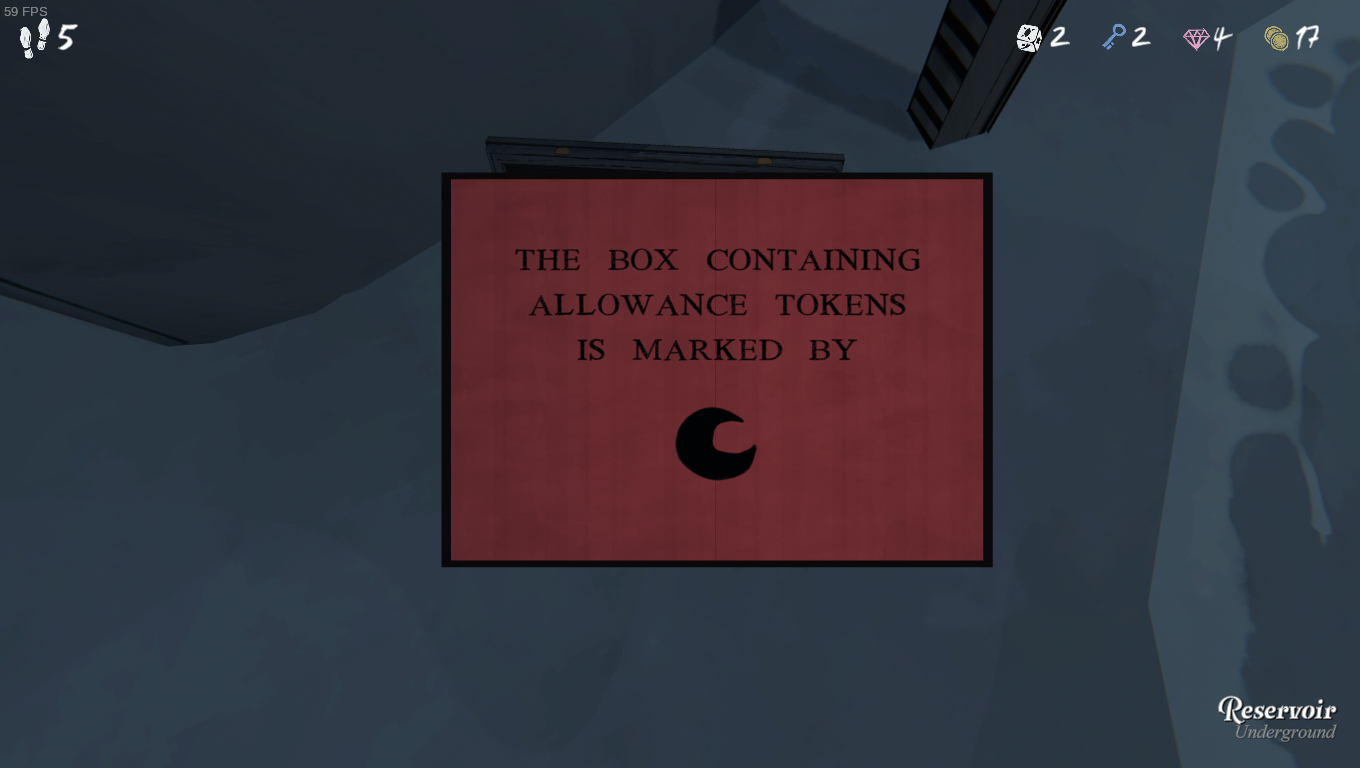 59 FPS
5
2 2 4 17
THE BOX CONTAINING
ALLOWANCE TOKENS
IS MARKED BY
Reservoir
Underground